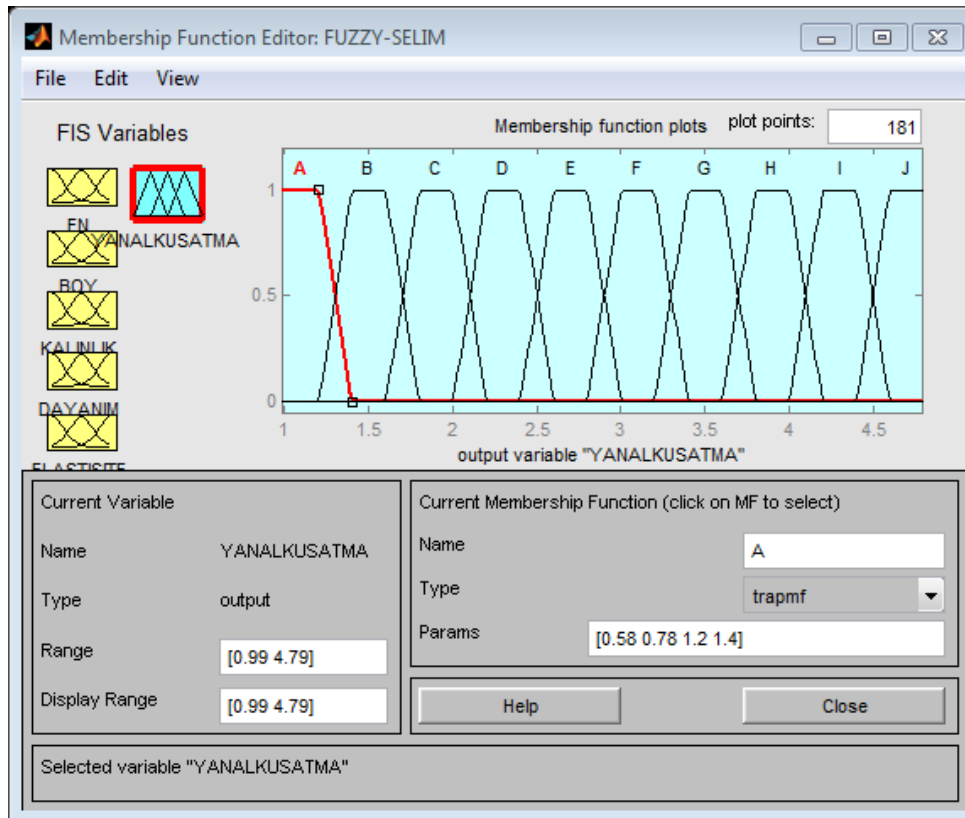 Membership Function Editor: FUZZY-SELIM
File Edit View
FIS Variables
Membership function plots plot points: 181
EN
YANALKUSATMA
BOY
KALINLIK
DAYANIM
ELASTISITE
A B C D E F G H I J
1
0.5
0
1 1.5 2 2.5 3 3.5 4 4.5
output variable "YANALKUSATMA"
Current Variable
Name YANALKUSATMA
Type output
Range [0.99 4.79]
Display Range [0.99 4.79]
Current Membership Function (click on MF to select)
Name A
Type trapmf
Params [0.58 0.78 1.2 1.4]
Help Close
Selected variable "YANALKUSATMA"